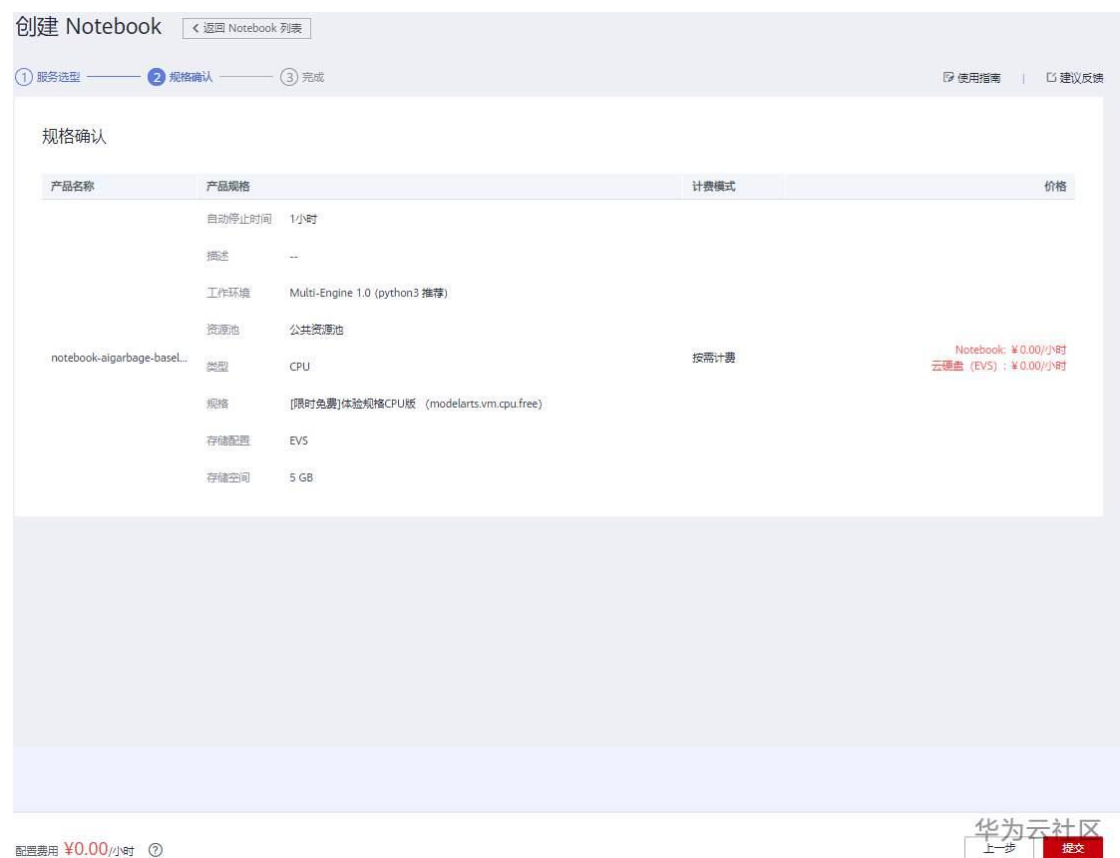 创建 Notebook < 返回 Notebook 列表
1 服务选型 2 规格确认 3 完成 使用指南 | 建议反馈
规格确认
产品名称 产品规格 计费模式 价格
自动停止时间 1小时
描述 --
工作环境 Multi-Engine 1.0 (python3 推荐)
资源池 公共资源池
notebook-aigarbage-basel... 按需计费 Notebook: ¥0.00/小时
云硬盘 (EVS) : ¥0.00/小时
类型 CPU
规格 [限时免费]体验规格CPU版 (modelarts.vm.cpu.free)
存储配置 EVS
存储空间 5 GB
华为云社区
配置费用 ¥0.00/小时 ? 上一步 提交